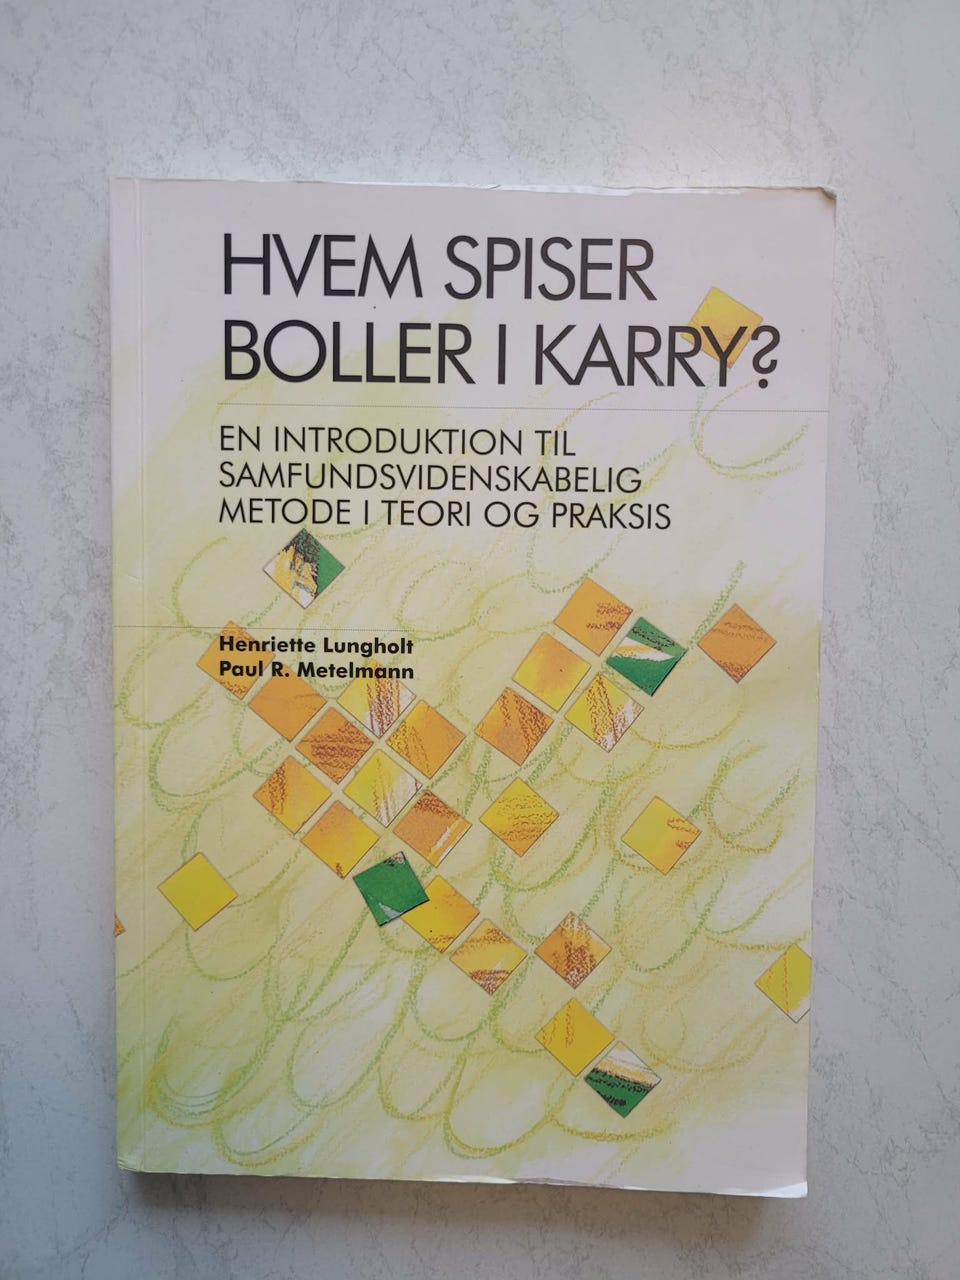 HVEM SPISER
BOLLER I KARRY?
EN INTRODUKTION TIL
SAMFUNDSVIDENSKABELIG
METODE I TEORI OG PRAKSIS
Henriette Lungholt
Paul R. Metelmann